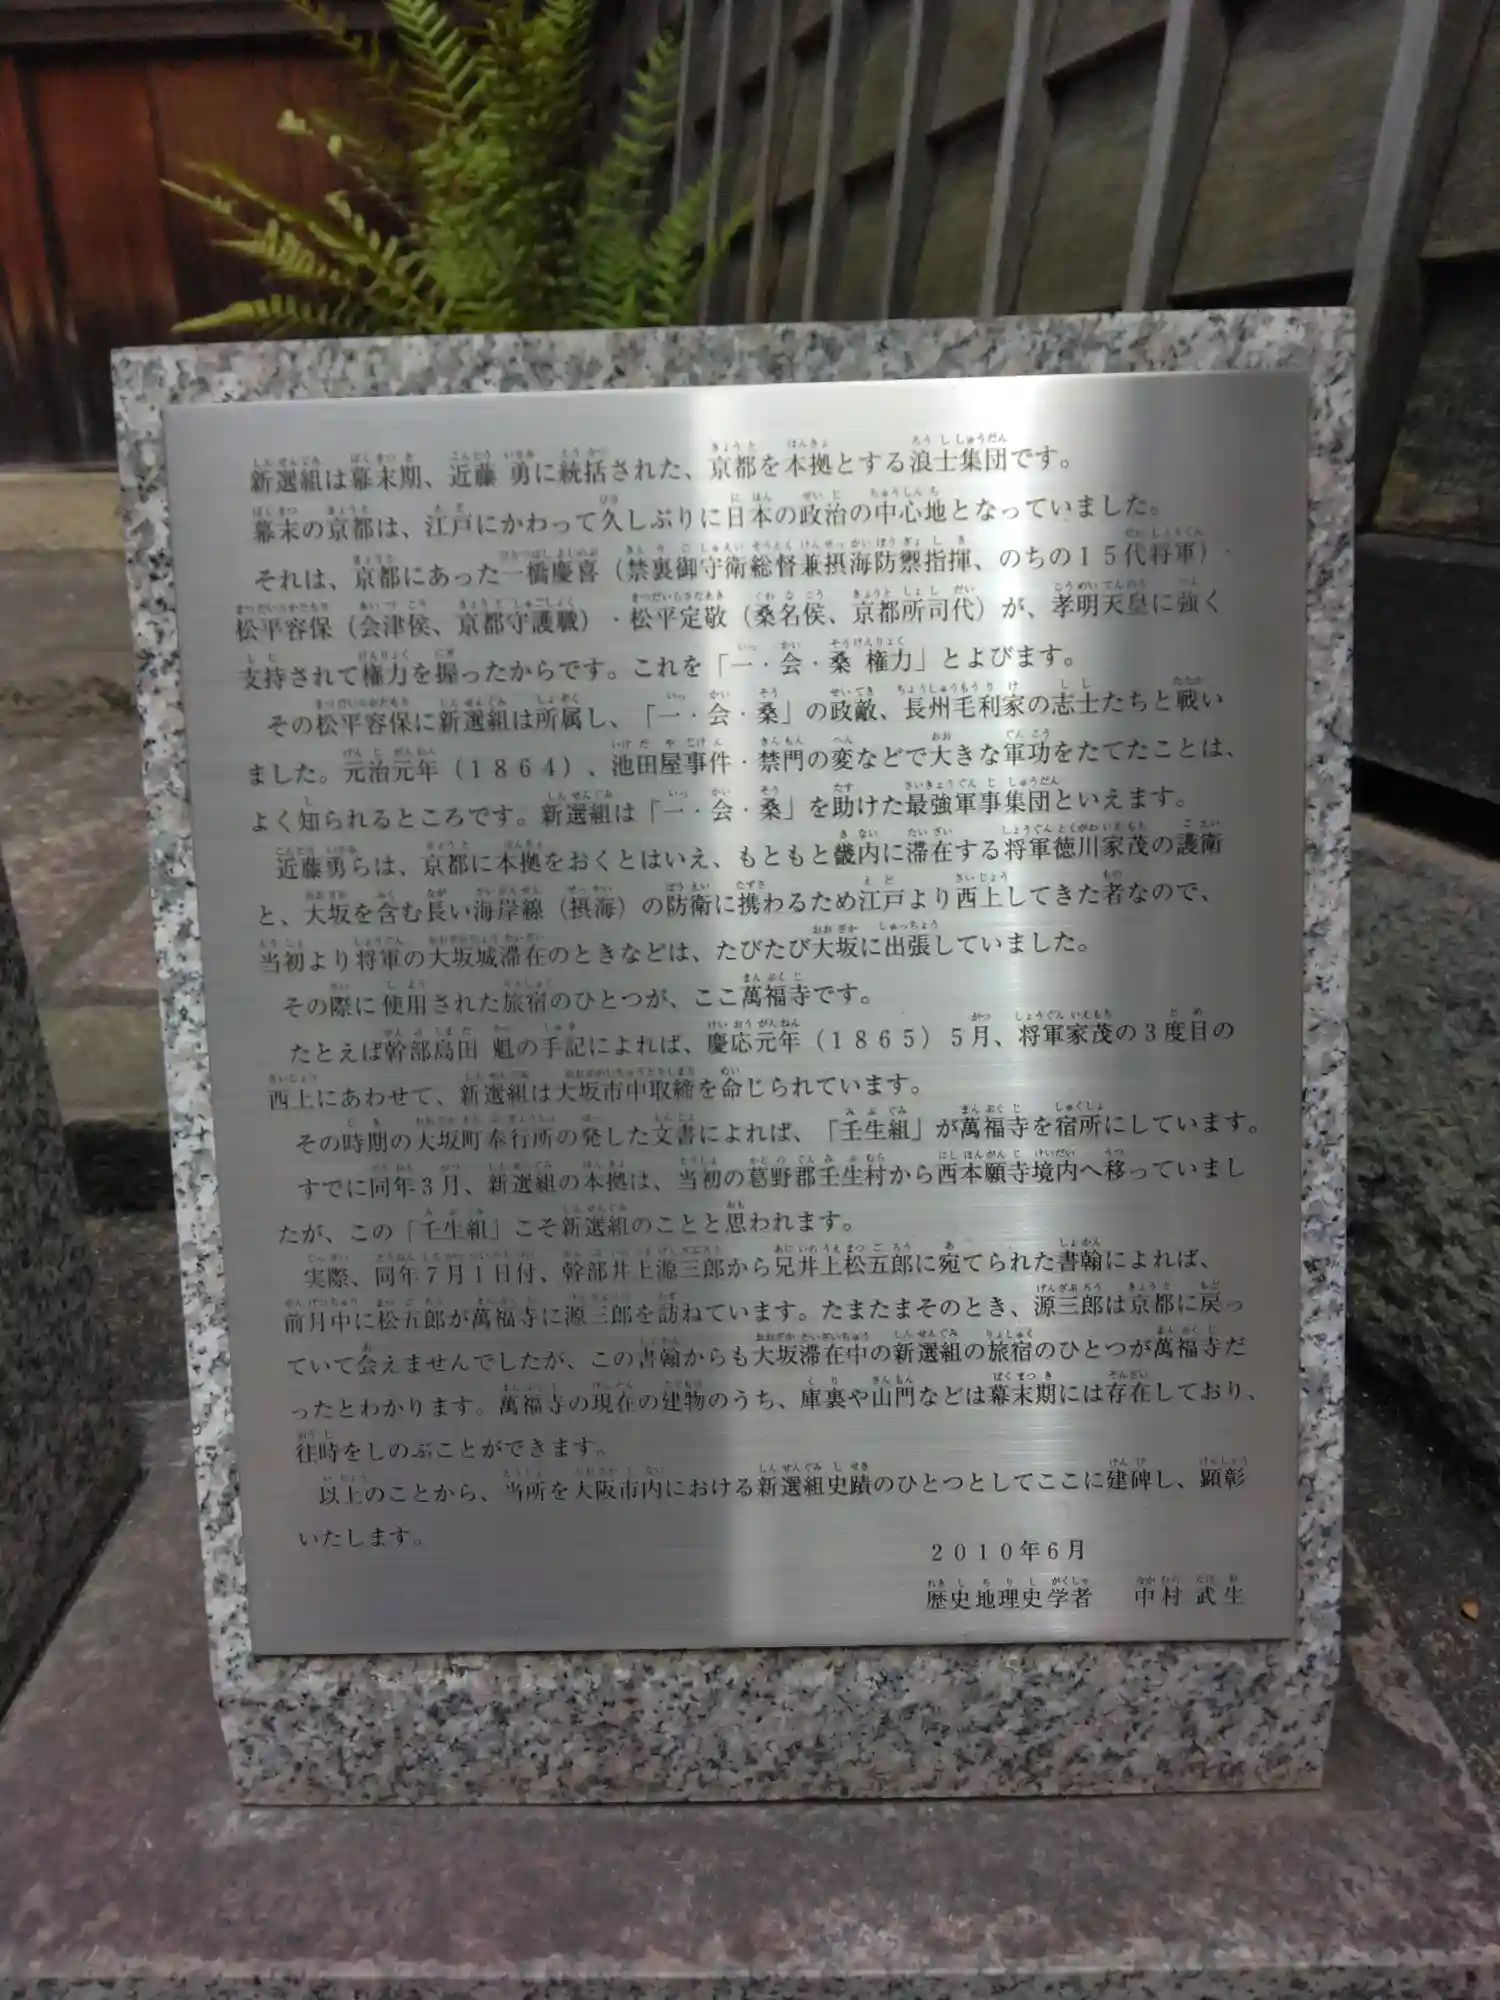 新選組は幕末期、近藤 勇に統括された、京都を本拠とする浪士集団です。
幕末の京都は、江戸にかわって久しぶりに日本の政治の中心地となっていました。
それは、京都にあった一橋慶喜（禁裏御守衛総督兼摂海防禦指揮、のちの１５代将軍）・
松平容保（会津侯、京都守護職）・松平定敬（桑名侯、京都所司代）が、孝明天皇に強く
支持されて権力を握ったからです。これを「一・会・桑 権力」とよびます。
その松平容保に新選組は所属し、「一・会・桑」の政敵、長州毛利家の志士たちと戦い
ました。元治元年（１８６４）、池田屋事件・禁門の変などで大きな軍功をたてたことは、
よく知られるところです。新選組は「一・会・桑」を助けた最強軍事集団といえます。
近藤勇らは、京都に本拠をおくとはいえ、もともと畿内に滞在する将軍徳川家茂の護衛
と、大坂を含む長い海岸線（摂海）の防衛に携わるため江戸より西上してきた者なので、
当初より将軍の大坂城滞在のときなどは、たびたび大坂に出張していました。
その際に使用された旅宿のひとつが、ここ萬福寺です。
たとえば幹部島田 魁の手記によれば、慶応元年（１８６５）５月、将軍家茂の３度目の
西上にあわせて、新選組は大坂市中取締を命じられています。
その時期の大坂町奉行所の発した文書によれば、「壬生組」が萬福寺を宿所にしています。
すでに同年３月、新選組の本拠は、当初の葛野郡壬生村から西本願寺境内へ移っていまし
たが、この「壬生組」こそ新選組のことと思われます。
実際、同年７月１日付、幹部井上源三郎から兄井上松五郎に宛てられた書翰によれば、
前月中に松五郎が萬福寺に源三郎を訪ねています。たまたまそのとき、源三郎は京都に戻っ
ていて会えませんでしたが、この書翰からも大坂滞在中の新選組の旅宿のひとつが萬福寺だ
ったとわかります。萬福寺の現在の建物のうち、庫裏や山門などは幕末期には存在しており、
往時をしのぶことができます。
以上のことから、当所を大阪市内における新選組史蹟のひとつとしてここに建碑し、顕彰
いたします。
２０１０年６月
歴史地理史学者 中村武生